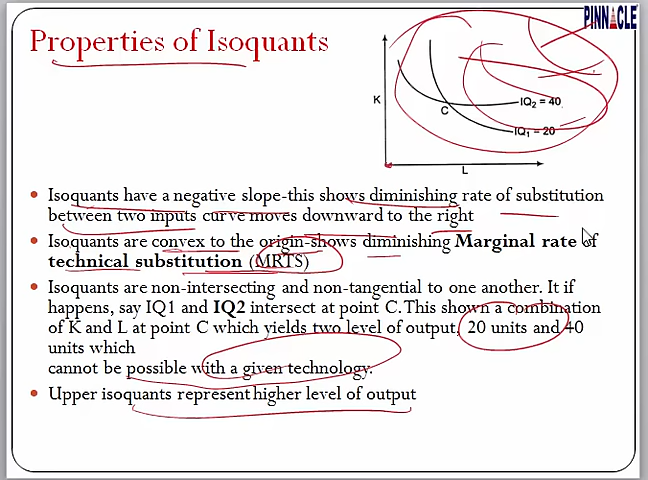 PINNACLE
Properties of Isoquants
K
IQ2 = 40
C
IQ1 = 20
L
• Isoquants have a negative slope-this shows diminishing rate of substitution
between two inputs curve moves downward to the right
• Isoquants are convex to the origin-shows diminishing Marginal rate of
technical substitution (MRTS)
• Isoquants are non-intersecting and non-tangential to one another. It if
happens, say IQ1 and IQ2 intersect at point C. This shown a combination
of K and L at point C which yields two level of output, 20 units and 40
units which
cannot be possible with a given technology.
• Upper isoquants represent higher level of output